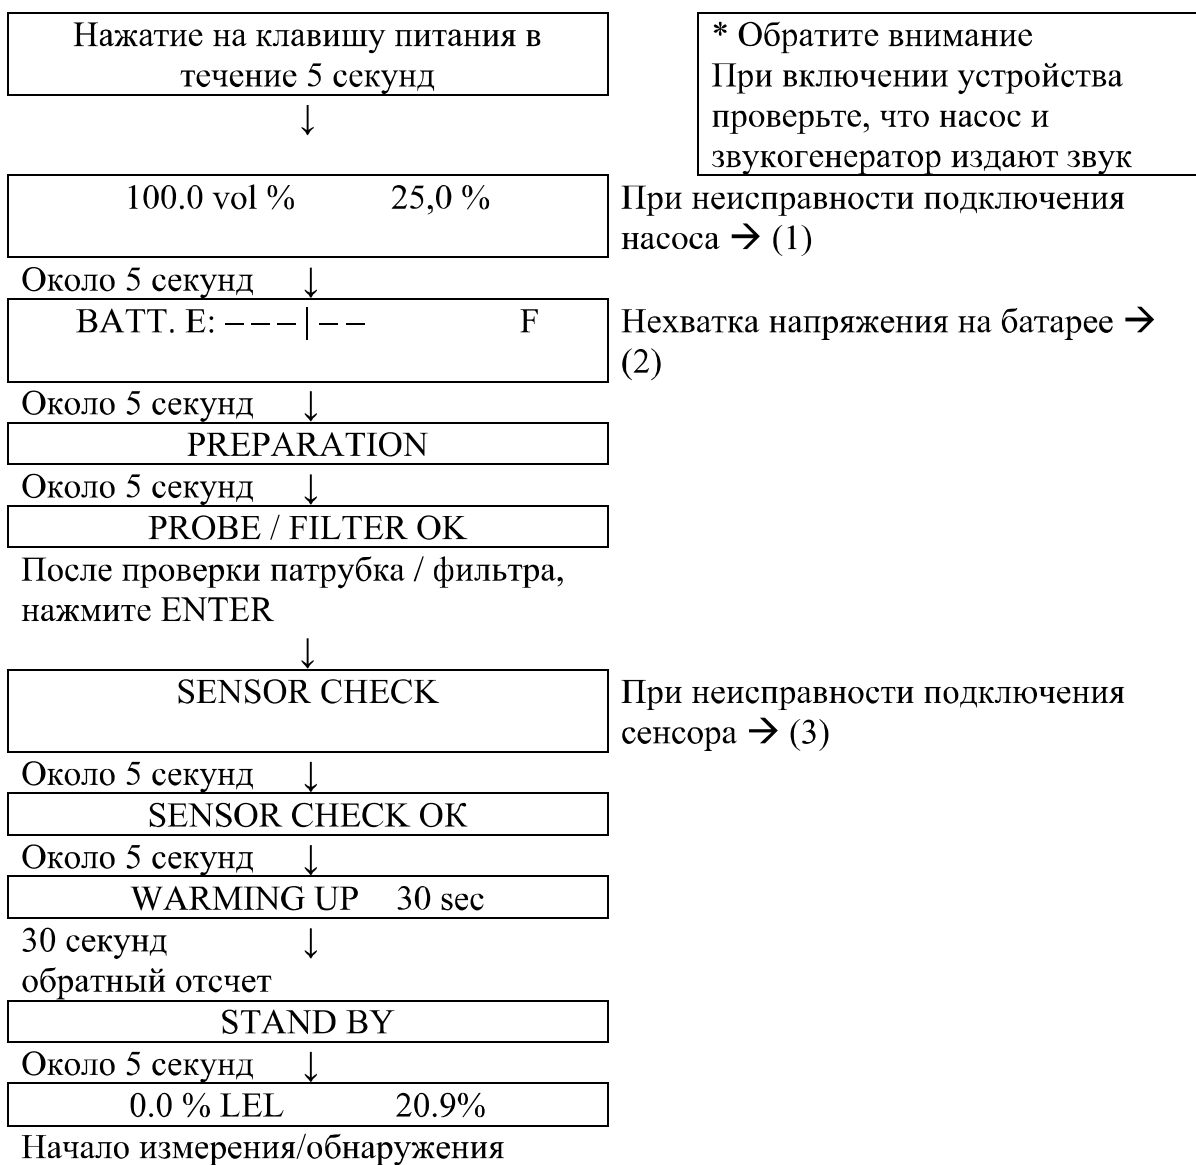 Нажатие на клавишу питания в
течение 5 секунд
* Обратите внимание
При включении устройства
проверьте, что насос и
звукогенератор издают звук
↓
100.0 vol % 25,0 %
При неисправности подключения
насоса → (1)
Около 5 секунд ↓
BATT. E: – – – | – – F
Нехватка напряжения на батарее →
(2)
Около 5 секунд ↓
PREPARATION
Около 5 секунд ↓
PROBE / FILTER OK
После проверки патрубка / фильтра,
нажмите ENTER
↓
SENSOR CHECK
При неисправности подключения
сенсора → (3)
Около 5 секунд ↓
SENSOR CHECK OK
Около 5 секунд ↓
WARMING UP 30 sec
30 секунд ↓
обратный отсчет
STAND BY
Около 5 секунд ↓
0.0 % LEL 20.9%
Начало измерения/обнаружения